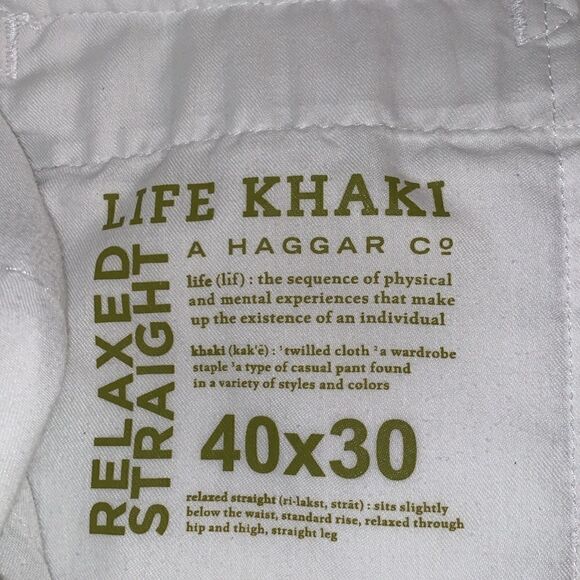 LIFE KHAKI
A HAGGAR Cº
RELAXED
STRAIGHT
life (līf) : the sequence of physical
and mental experiences that make
up the existence of an individual
khaki (kak'ē) : ¹twilled cloth ²a wardrobe
staple ³a type of casual pant found
in a variety of styles and colors
40x30
relaxed straight (ri-lakst, strāt) : sits slightly
below the waist, standard rise, relaxed through
hip and thigh, straight leg